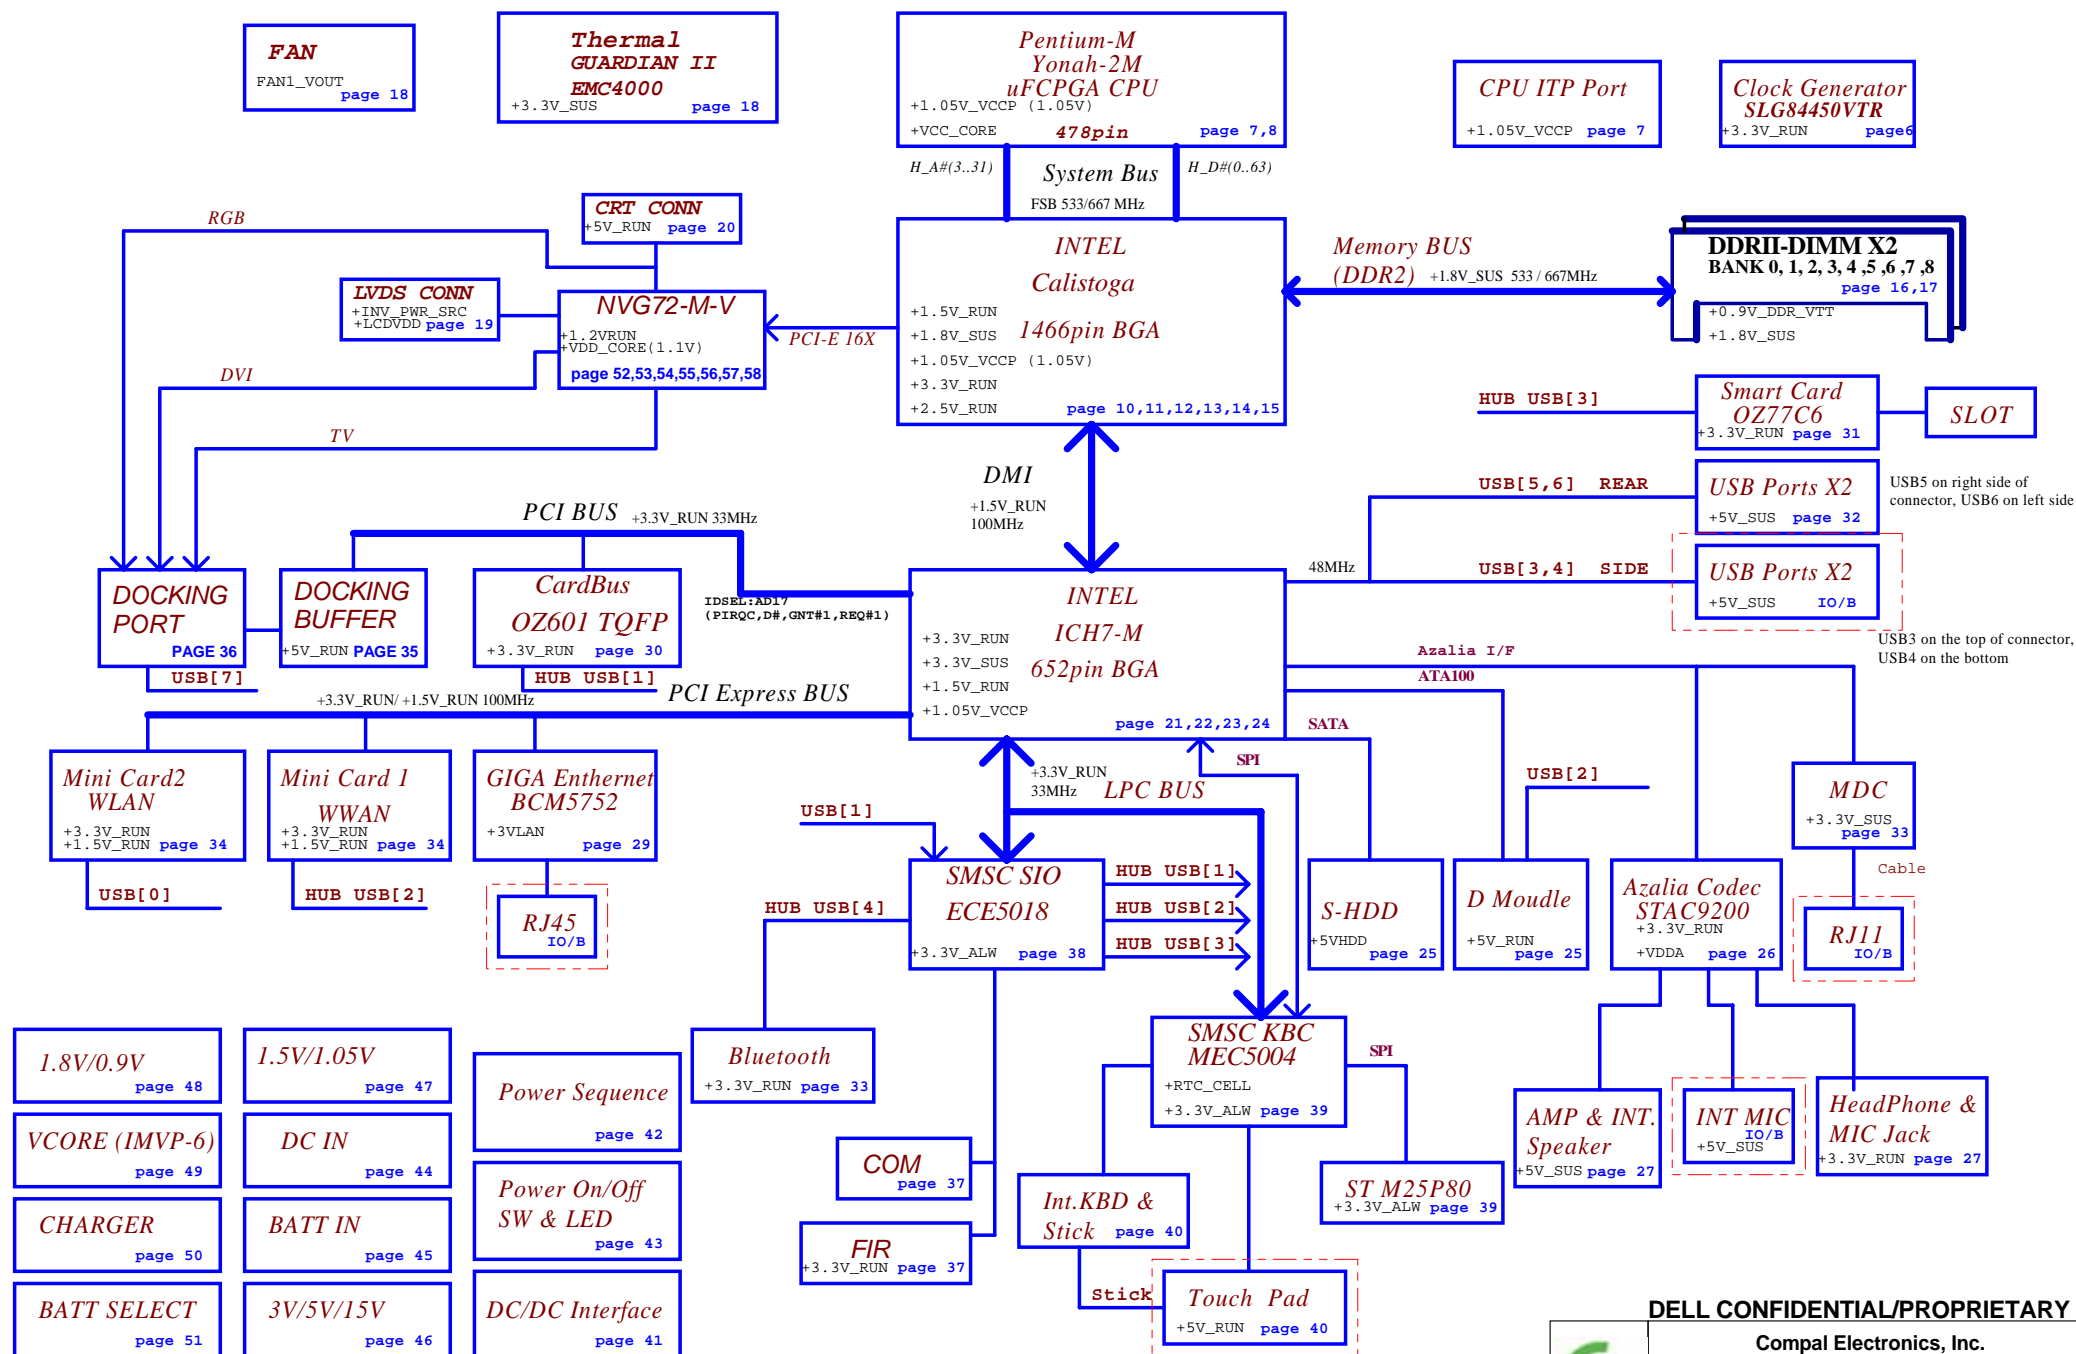 FAN
FAN1_VOUT
page 18
Thermal
GUARDIAN II
EMC4000
+3.3V_SUS
page 18
Pentium-M
Yonah-2M
uFCPGA CPU
+1.05V_VCCP (1.05V)
+VCC_CORE
478pin
page 7,8
CPU ITP Port
+1.05V_VCCP page 7
Clock Generator
SLG84450VTR
+3.3V_RUN
page6
H_A#(3..31)
System Bus
H_D#(0..63)
FSB 533/667 MHz
RGB
CRT CONN
+5V_RUN page 20
LVDS CONN
+INV_PWR_SRC
+LCDVDD page 19
NVG72-M-V
+1.2VRUN
+VDD_CORE(1.1V)
page 52,53,54,55,56,57,58
PCI-E 16X
INTEL
Calistoga
1466pin BGA
+1.5V_RUN
+1.8V_SUS
+1.05V_VCCP (1.05V)
+3.3V_RUN
+2.5V_RUN
page 10,11,12,13,14,15
Memory BUS
(DDR2)
+1.8V_SUS 533 / 667MHz
DDRII-DIMM X2
BANK 0, 1, 2, 3, 4 ,5 ,6 ,7 ,8
page 16,17
+0.9V_DDR_VTT
+1.8V_SUS
DVI
TV
HUB USB[3]
Smart Card
OZ77C6
+3.3V_RUN page 31
SLOT
DMI
+1.5V_RUN
100MHz
USB[5,6] REAR
USB Ports X2
+5V_SUS page 32
USB5 on right side of
connector, USB6 on left side
PCI BUS
+3.3V_RUN 33MHz
48MHz
USB[3,4] SIDE
USB Ports X2
+5V_SUS IO/B
USB3 on the top of connector,
USB4 on the bottom
DOCKING
PORT
PAGE 36
USB[7]
DOCKING
BUFFER
+5V_RUN PAGE 35
CardBus
OZ601 TQFP
+3.3V_RUN page 30
HUB USB[1]
IDSEL:AD17
(PIRQC,D#,GNT#1,REQ#1)
INTEL
ICH7-M
652pin BGA
+3.3V_RUN
+3.3V_SUS
+1.5V_RUN
+1.05V_VCCP
page 21,22,23,24
Azalia I/F
ATA100
SATA
SPI
+3.3V_RUN/ +1.5V_RUN 100MHz
PCI Express BUS
Mini Card2
WLAN
+3.3V_RUN
+1.5V_RUN page 34
USB[0]
Mini Card 1
WWAN
+3.3V_RUN
+1.5V_RUN page 34
HUB USB[2]
GIGA Enthernet
BCM5752
+3VLAN
page 29
RJ45
IO/B
+3.3V_RUN
33MHz
LPC BUS
USB[1]
SMSC SIO
ECE5018
+3.3V_ALW page 38
HUB USB[1]
HUB USB[2]
HUB USB[3]
HUB USB[4]
USB[2]
S-HDD
+5VHDD
page 25
D Moudle
+5V_RUN
page 25
Azalia Codec
STAC9200
+3.3V_RUN
+VDDA page 26
MDC
+3.3V_SUS
page 33
Cable
RJ11
IO/B
1.8V/0.9V
page 48
1.5V/1.05V
page 47
Power Sequence
page 42
Bluetooth
+3.3V_RUN page 33
SMSC KBC
MEC5004
+RTC_CELL
+3.3V_ALW page 39
SPI
VCORE (IMVP-6)
page 49
DC IN
page 44
Power On/Off
SW & LED
page 43
COM
page 37
AMP & INT.
Speaker
+5V_SUS page 27
INT MIC
IO/B
+5V_SUS
HeadPhone &
MIC Jack
+3.3V_RUN page 27
Int.KBD &
Stick page 40
ST M25P80
+3.3V_ALW page 39
CHARGER
page 50
BATT IN
page 45
FIR
+3.3V_RUN page 37
Stick
Touch Pad
+5V_RUN page 40
BATT SELECT
page 51
3V/5V/15V
page 46
DC/DC Interface
page 41
DELL CONFIDENTIAL/PROPRIETARY
Compal Electronics, Inc.